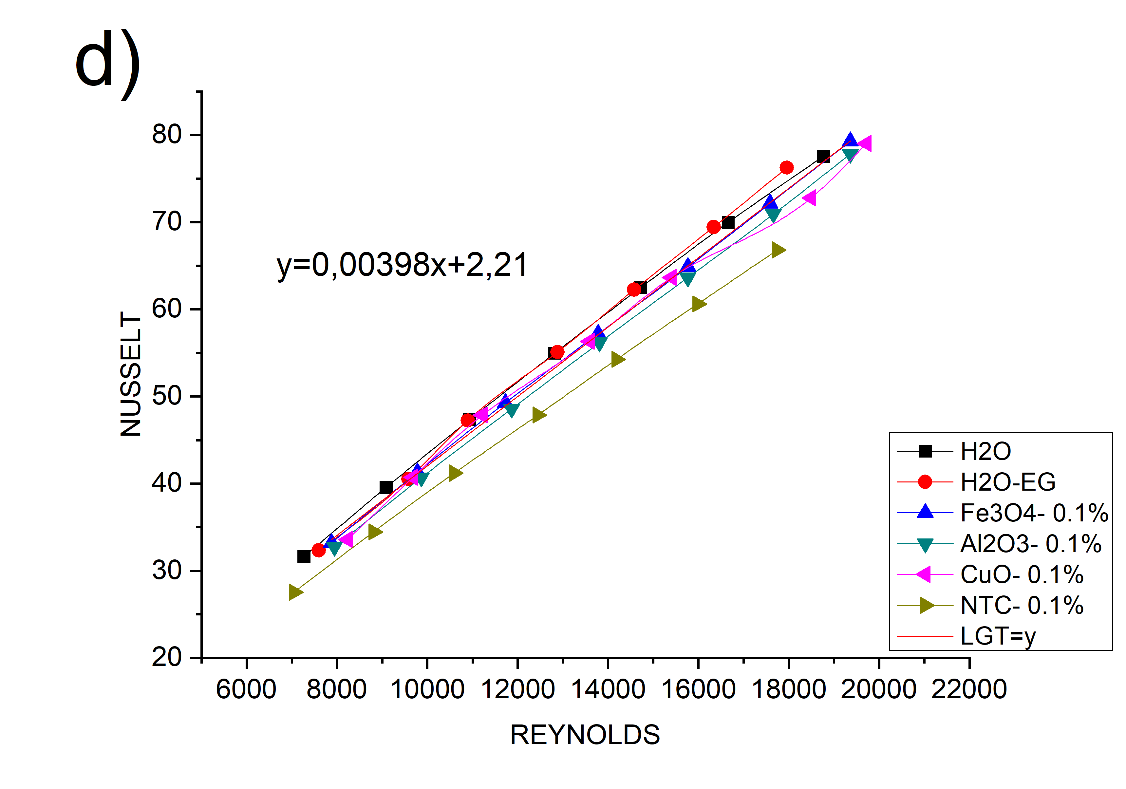 d)
80
70
60
50
40
30
20
NUSSELT
y=0,00398x+2,21
H2O
H2O-EG
Fe3O4- 0.1%
Al2O3- 0.1%
CuO- 0.1%
NTC- 0.1%
LGT=y
6000 8000 10000 12000 14000 16000 18000 20000 22000
REYNOLDS